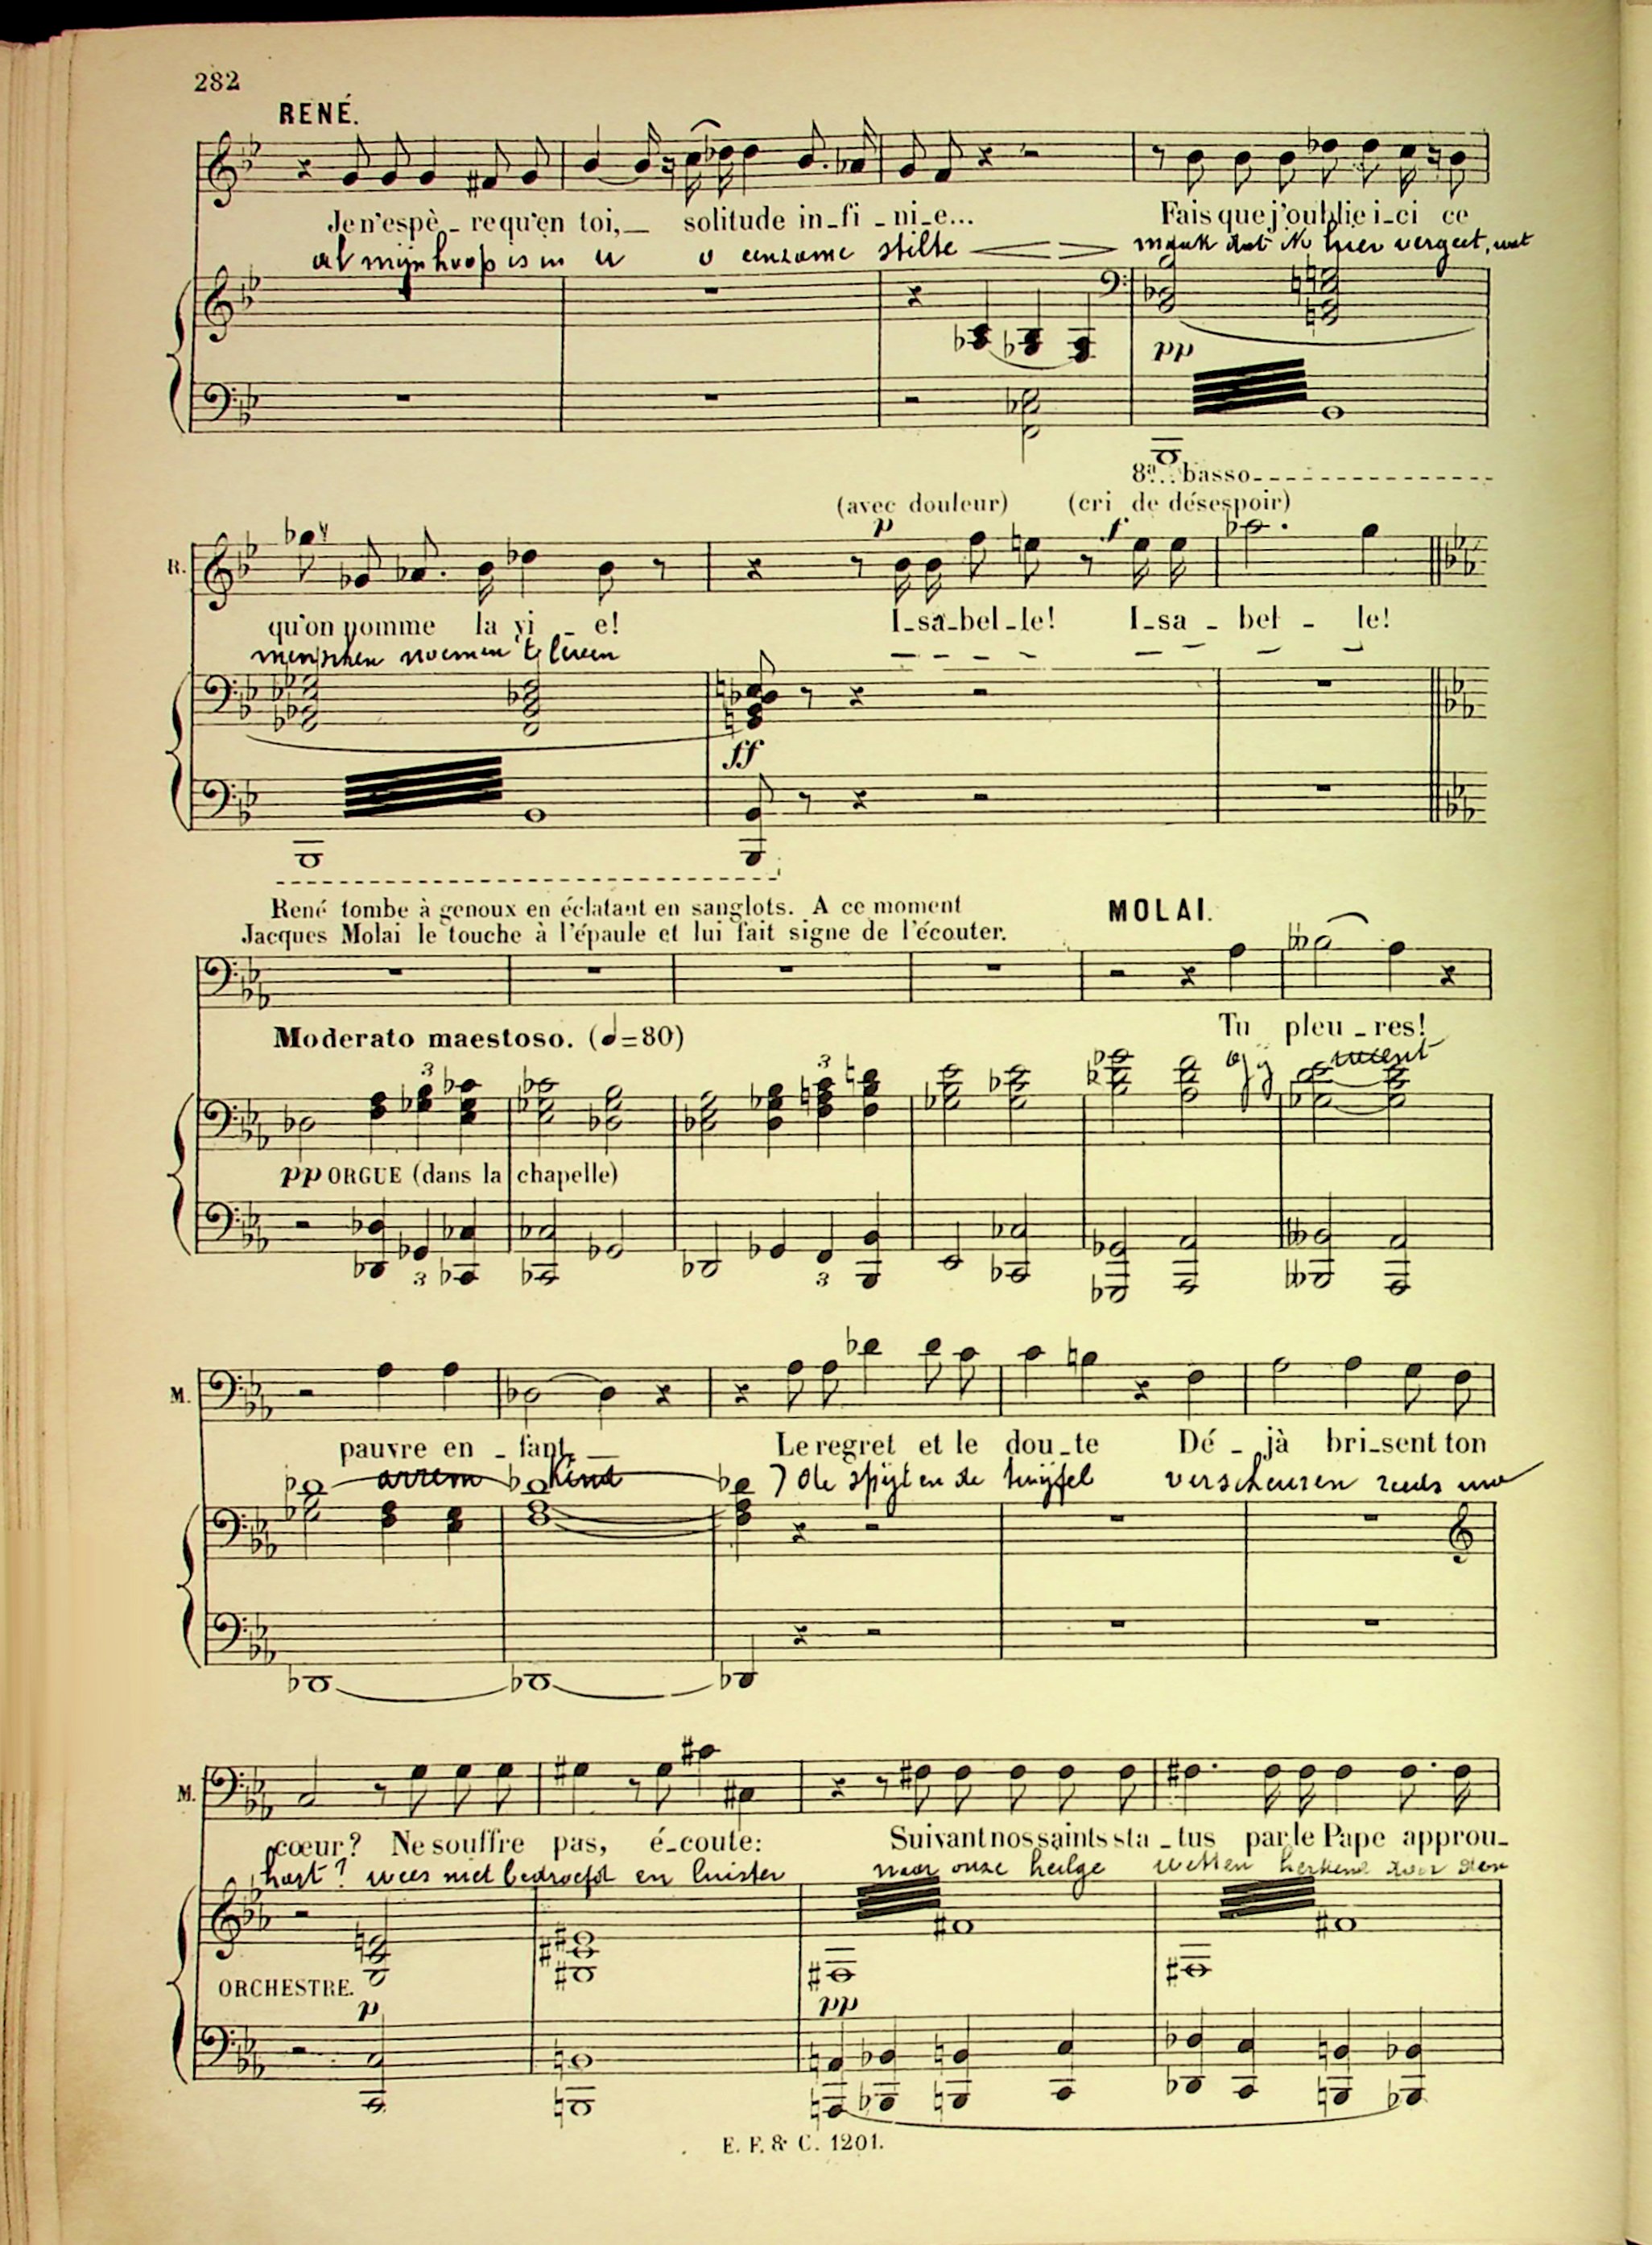 282
RENÉ.
Je n'espè_re qu'en toi,_ solitude in_fi_ni_e... Fais que j'oublie i_ci ce
al mijn hoop is in u o eenzame stilte maak dat ik hier vergeet, wat
pp
8ª... basso
(avec douleur) (cri de désespoir)
p f
R.
qu'on nomme la vi_e! I_sa_bel_le! I_sa_bel_le!
menschen noemen 't leven
ff
René tombe à genoux en éclatant en sanglots. A ce moment
Jacques Molai le touche à l'épaule et lui fait signe de l'écouter.
MOLAI.
Moderato maestoso. (♩=80)
Tu pleu_res!
gij weent
3 3
pp ORGUE (dans la chapelle)
3 3
M.
pauvre en_fant,_ Le regret et le dou_te Dé_jà bri_sent ton
arrem kind De spijt en de twijfel verscheuren reeds uw
M.
cœur? Ne souffre pas, é_coute: Suivant nos saints sta_tus par le Pape approu_
hart? wees niet bedroefd en luister naar onze heilge wetten herkend door den
ORCHESTRE.
p pp
E. F. & C. 1201.